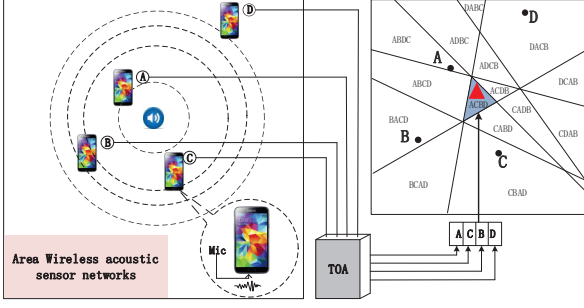 D
A
B
C
Mic
Area Wireless acoustic
sensor networks
TOA
A C B D
DABC
D
ABDC
ADBC
DACB
A
ADCB
DCAB
ABCD
ACDB
ACBD
CADB
BACD
CABD
CDAB
B
C
BCAD
CBAD